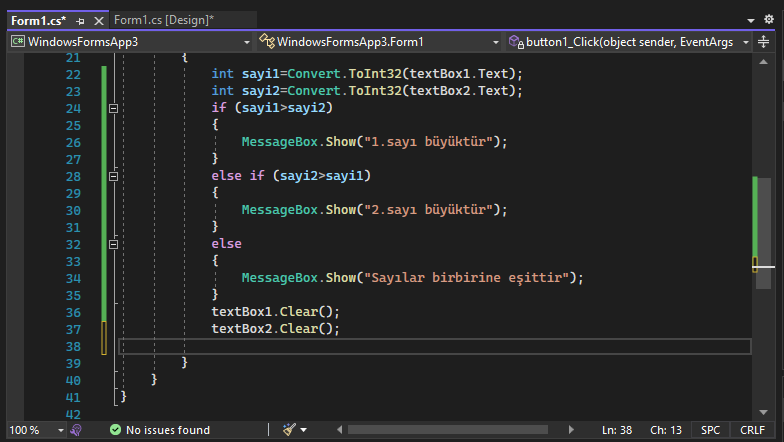 Form1.cs* Form1.cs [Design]*
C# WindowsFormsApp3 WindowsFormsApp3.Form1 button1_Click(object sender, EventArgs
21 {
22 int sayi1=Convert.ToInt32(textBox1.Text);
23 int sayi2=Convert.ToInt32(textBox2.Text);
24 if (sayi1>sayi2)
25 {
26 MessageBox.Show("1.sayı büyüktür");
27 }
28 else if (sayi2>sayi1)
29 {
30 MessageBox.Show("2.sayı büyüktür");
31 }
32 else
33 {
34 MessageBox.Show("Sayılar birbirine eşittir");
35 }
36 textBox1.Clear();
37 textBox2.Clear();
38
39 }
40 }
41 }
42
100 % No issues found Ln: 38 Ch: 13 SPC CRLF